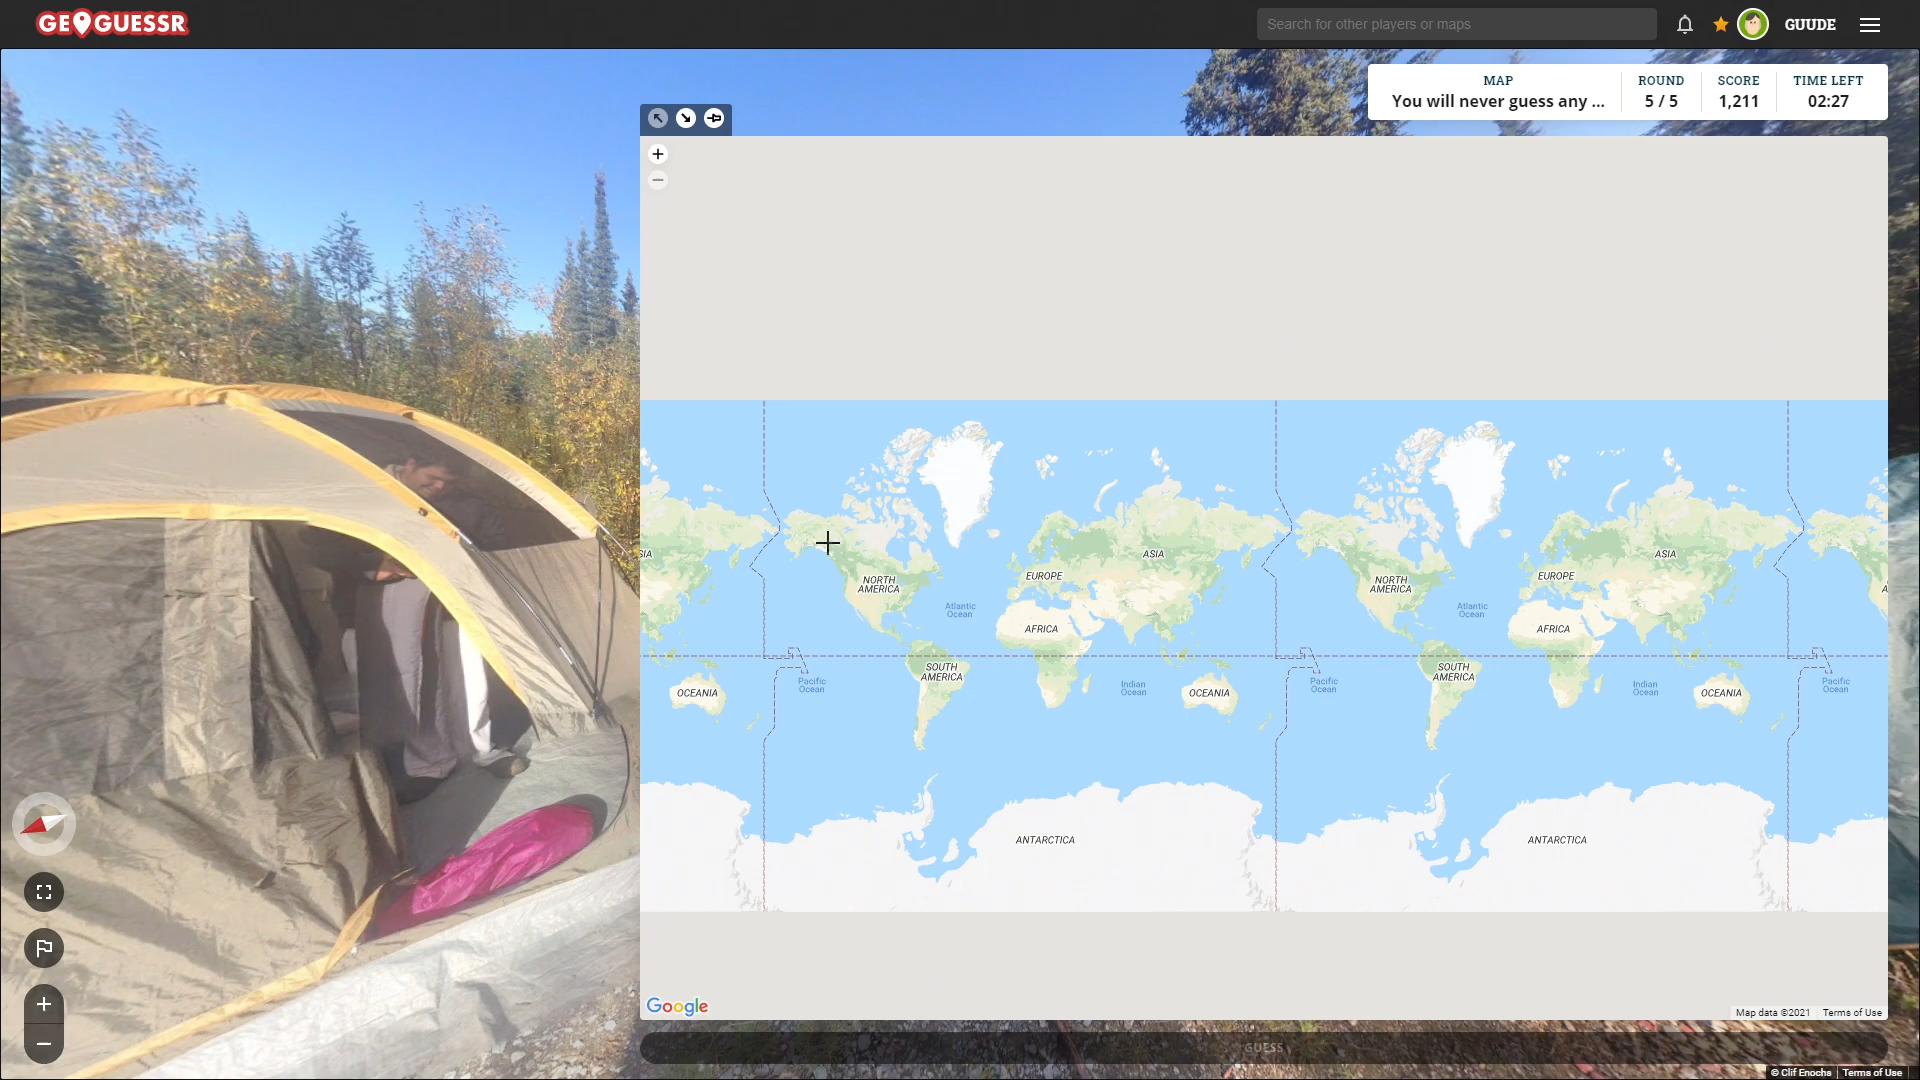 GEOGUESSR
Search for other players or maps
GUUDE
MAP
You will never guess any ...
ROUND
5 / 5
SCORE
1,211
TIME LEFT
02:27
SIA
NORTH
AMERICA
EUROPE
ASIA
Atlantic
Ocean
AFRICA
SOUTH
AMERICA
OCEANIA
Pacific
Ocean
Indian
Ocean
OCEANIA
ANTARCTICA
NORTH
AMERICA
EUROPE
ASIA
Atlantic
Ocean
AFRICA
SOUTH
AMERICA
Pacific
Ocean
Indian
Ocean
OCEANIA
Pacific
Ocean
ANTARCTICA
Google
Map data ©2021
Terms of Use
GUESS
© Clif Enochs
Terms of Use